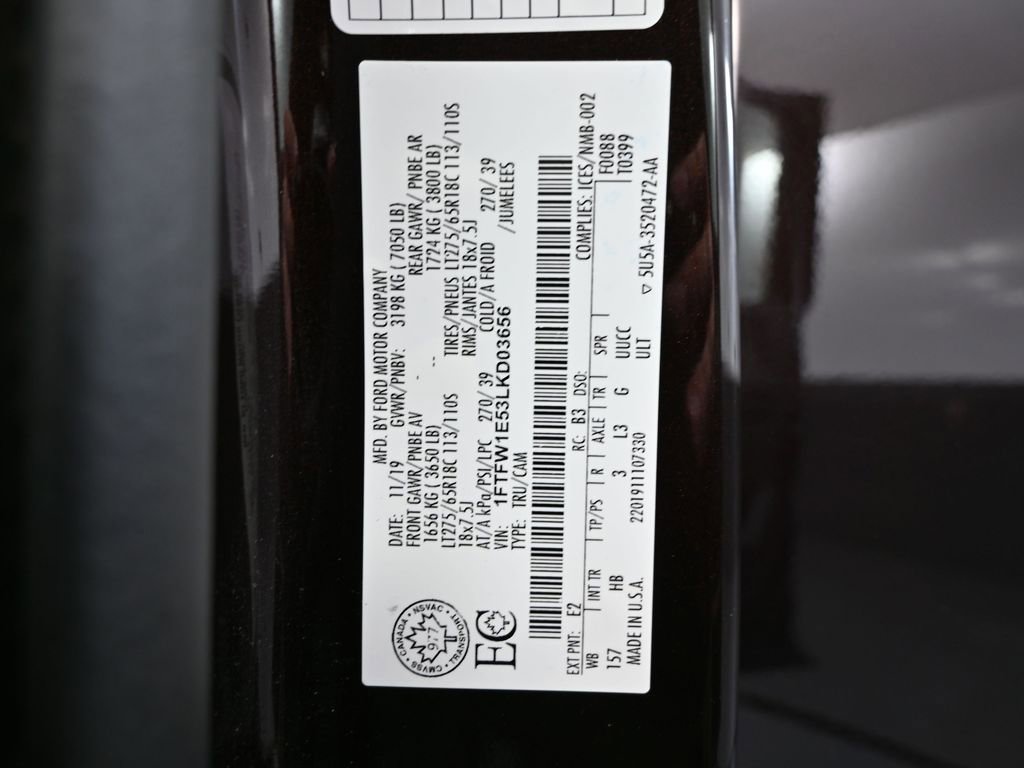 MFD. BY FORD MOTOR COMPANY
DATE: 11/19 GVWR/PNBV: 3198 KG ( 7050 LB)
FRONT GAWR/PNBE AV - REAR GAWR/ PNBE AR
1656 KG ( 3650 LB) -- 1724 KG ( 3800 LB)
LT275/65R18C 113/110S TIRES/PNEUS LT275/65R18C 113/110S
18x7.5J RIMS/JANTES 18x7.5J
AT/A kPa/PSI/LPC 270/ 39 COLD/A FROID 270/ 39
VIN: 1FTFW1E53LKD03656 /JUMELEES
TYPE: TRU/CAM
CANADA • NSVAC • TRANSPORT • CMVSS •
977
EC
EXT PNT: E2 RC: B3 DSO: COMPLIES: ICES/NMB-002
WB INT TR TP/PS R AXLE TR SPR F0088
157 HB 3 L3 G UUCC T0399
MADE IN U.S.A. 2201911107330 ULT ▽ 5U5A-3520472-AA